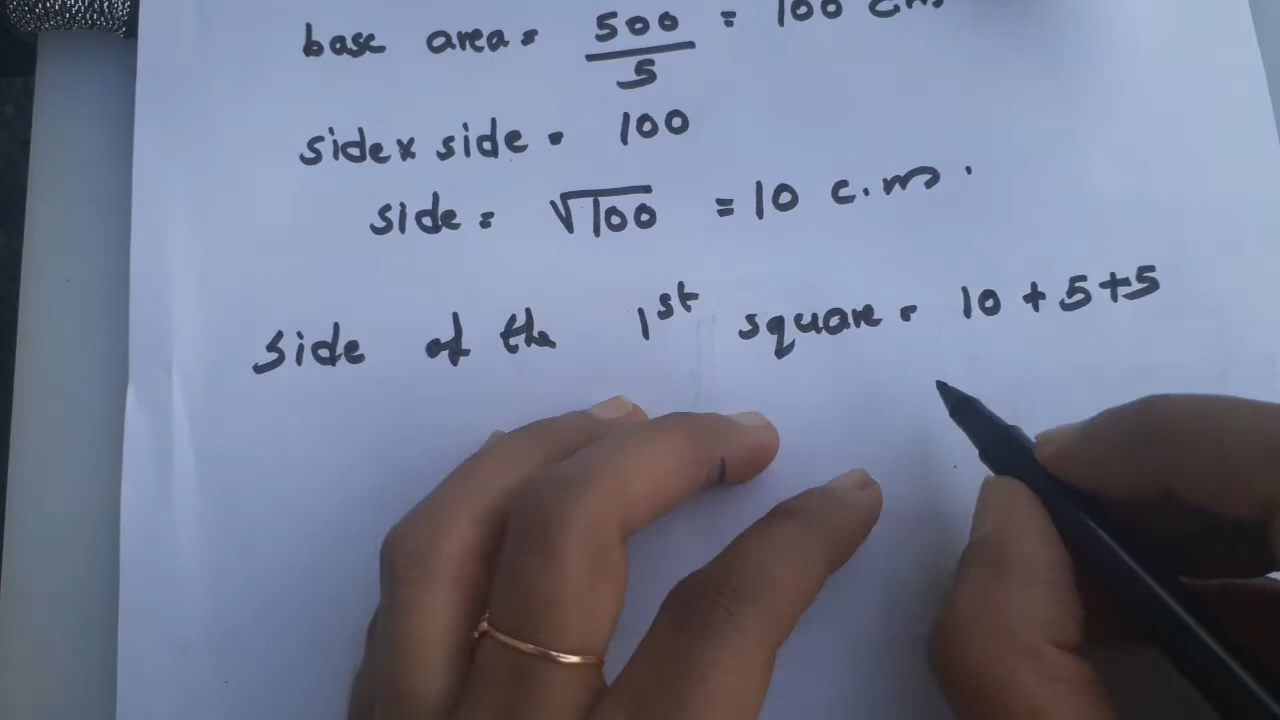 base area = 500/5 = 100 cm
side x side = 100
side = √100 = 10 c.m.
side of the 1st square = 10 + 5 + 5